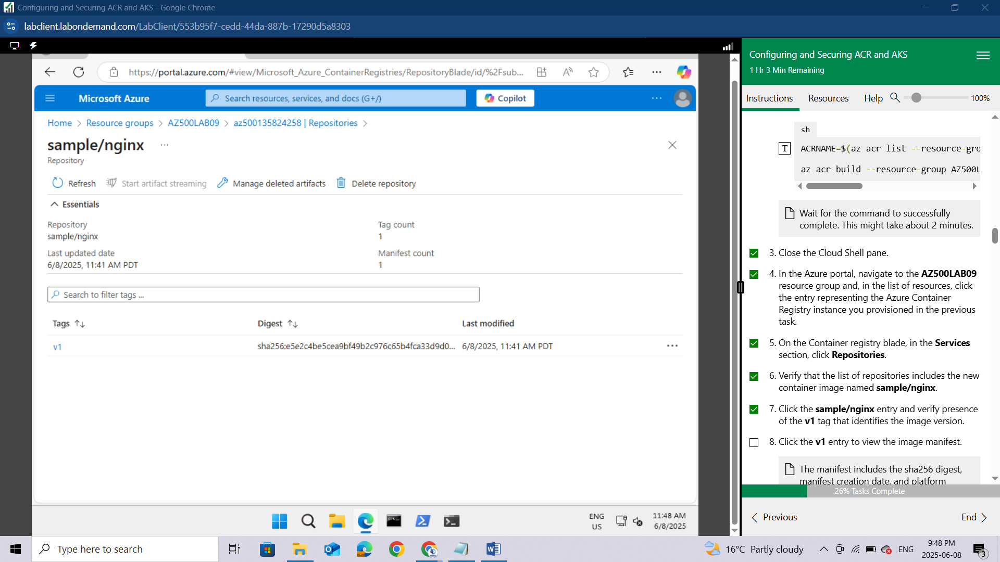 Configuring and Securing ACR and AKS - Google Chrome
labclient.labondemand.com/LabClient/553b95f7-cedd-44da-887b-17290d5a8303
https://portal.azure.com/#view/Microsoft_Azure_ContainerRegistries/RepositoryBlade/id/%2Fsub...
Microsoft Azure
Search resources, services, and docs (G+/)
Copilot
Home > Resource groups > AZ500LAB09 > az500135824258 | Repositories >
sample/nginx ...
Repository
Refresh
Start artifact streaming
Manage deleted artifacts
Delete repository
Essentials
Repository
sample/nginx
Tag count
1
Last updated date
6/8/2025, 11:41 AM PDT
Manifest count
1
Search to filter tags ...
Tags
Digest
Last modified
v1
sha256:e5e2c4be5cea9bf49b2c976c65b4fca33d9d0...
6/8/2025, 11:41 AM PDT
ENG
US
11:48 AM
6/8/2025
Configuring and Securing ACR and AKS
1 Hr 3 Min Remaining
Instructions
Resources
Help
100%
sh
T
ACRNAME=$(az acr list --resource-gro
az acr build --resource-group AZ500L
Wait for the command to successfully
complete. This might take about 2 minutes.
3. Close the Cloud Shell pane.
4. In the Azure portal, navigate to the AZ500LAB09
resource group and, in the list of resources, click
the entry representing the Azure Container
Registry instance you provisioned in the previous
task.
5. On the Container registry blade, in the Services
section, click Repositories.
6. Verify that the list of repositories includes the new
container image named sample/nginx.
7. Click the sample/nginx entry and verify presence
of the v1 tag that identifies the image version.
8. Click the v1 entry to view the image manifest.
The manifest includes the sha256 digest,
manifest creation date, and platform
26% Tasks Complete
Previous
End
Type here to search
16°C Partly cloudy
ENG
9:48 PM
2025-06-08
3